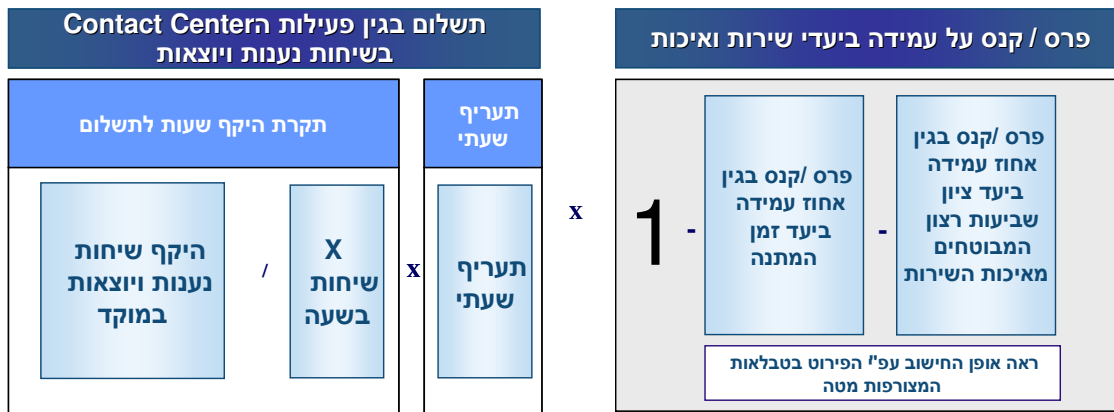 תשלום בגין פעילות הContact Center
בשיחות נענות ויוצאות
תקרת היקף שעות לתשלום
תעריף
שעתי
היקף שיחות
נענות ויוצאות
במוקד
/
X
שיחות
בשעה
x
תעריף
שעתי
x
פרס / קנס על עמידה ביעדי שירות ואיכות
1
-
פרס /קנס בגין
אחוז עמידה
ביעד זמן
המתנה
-
פרס /קנס בגין
אחוז עמידה
ביעד ציון
שביעות רצון
המבוטחים
מאיכות השירות
ראה אופן החישוב עפ"י הפירוט בטבלאות
המצורפות מטה